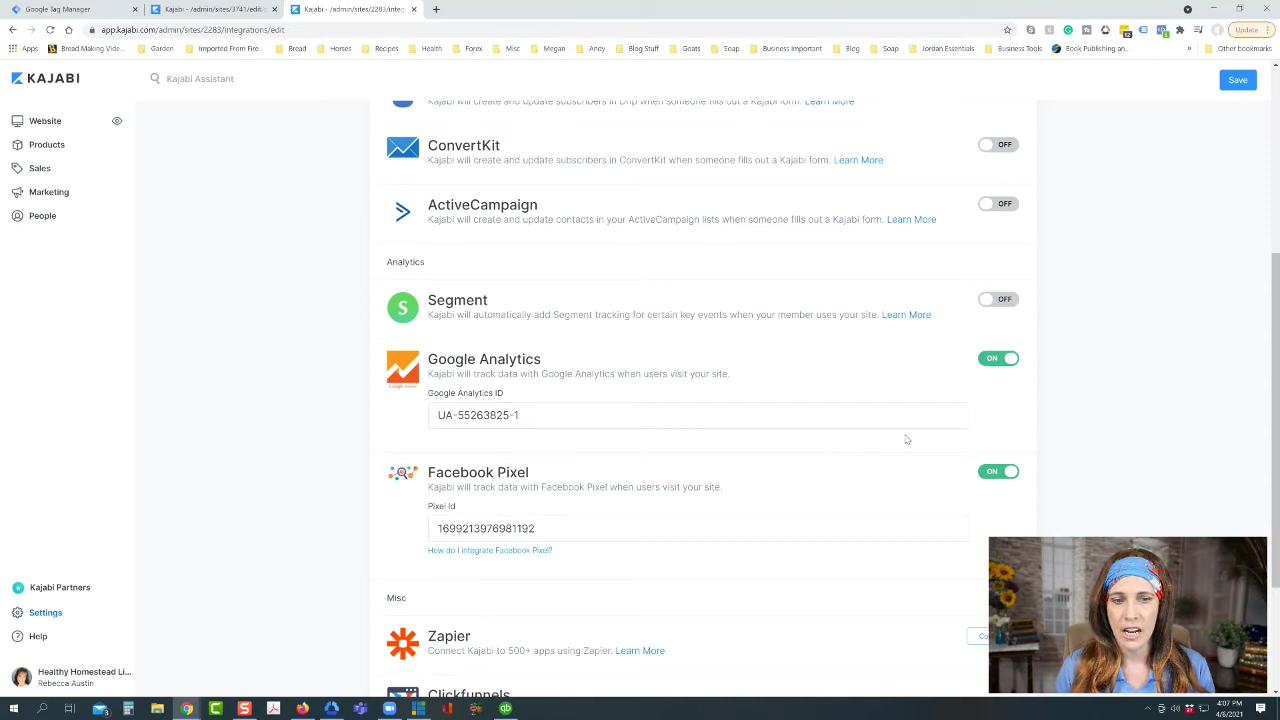 Google Tag Manager
Kajabi - /admin/sites/3741/edit/
Kajabi - /admin/sites/2283/integ
app.kajabi.com/admin/sites/2283/integrations/edit
Update
Apps
Bread Making Vide...
Garden
Imported From Fire...
Bread
Horses
Recipes
Health
Forex
Misc
Megan
Andy
Blog Stuff
Goats
Soap
Business Important
Blog
Soap
Jordan Essentials
Business Tools
Book Publishing an...
»
Other bookmarks
KAJABI
Kajabi Assistant
Save
Website
Products
Sales
Marketing
People
Kajabi will create and update subscribers in Drip when someone fills out a Kajabi form. Learn More
ConvertKit
OFF
Kajabi will create and update subscribers in ConvertKit when someone fills out a Kajabi form. Learn More
ActiveCampaign
OFF
Kajabi will create and update contacts in your ActiveCampaign lists when someone fills out a Kajabi form. Learn More
Analytics
Segment
OFF
Kajabi will automatically add Segment tracking for certain key events when your member uses your site. Learn More
Google Analytics
ON
Kajabi will track data with Google Analytics when users visit your site.
Google Analytics ID
UA-55263825-1
Facebook Pixel
ON
Kajabi will track data with Facebook Pixel when users visit your site.
Pixel Id
1699213976981192
How do I integrate Facebook Pixel?
Misc
Zapier
Co
Connect Kajabi to 500+ apps using Zapier. Learn More
Clickfunnels
Kajabi Partners
Settings
Help
Healthy Homestead Li...
Rebecca Austin
4:07 PM
4/6/2021